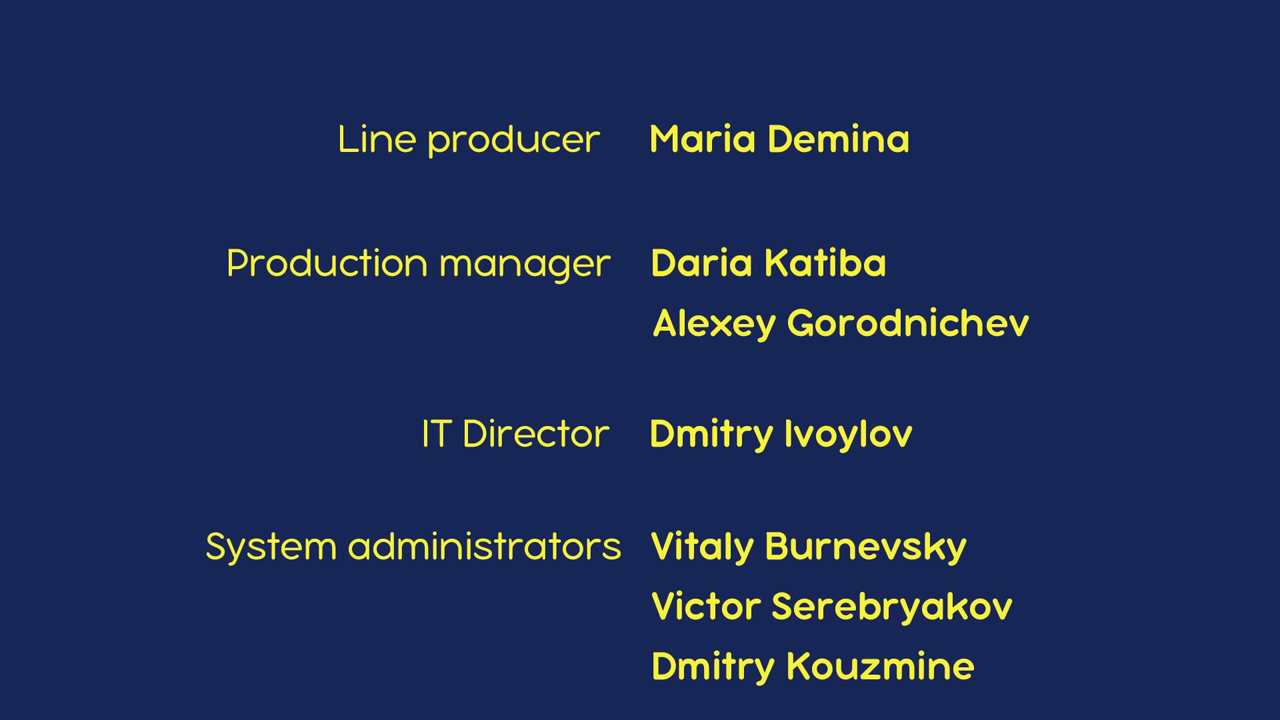 Line producer Maria Demina
Production manager Daria Katiba
Alexey Gorodnichev
IT Director Dmitry Ivoylov
System administrators Vitaly Burnevsky
Victor Serebryakov
Dmitry Kouzmine